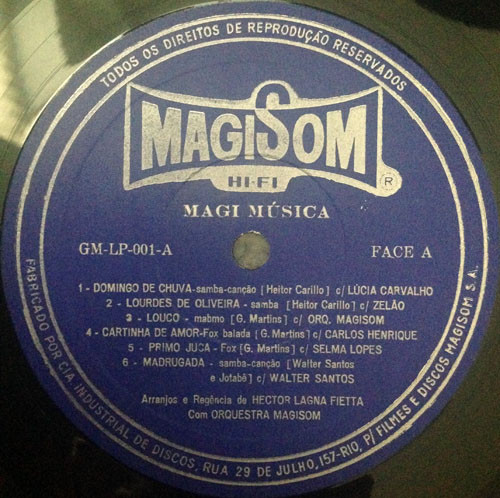 TODOS OS DIREITOS DE REPRODUÇÃO RESERVADOS
MAGISOM
HI-FI
®
MAGI MÚSICA
GM-LP-001-A FACE A
1 - DOMINGO DE CHUVA-samba-canção [Heitor Carillo] c/ LÚCIA CARVALHO
2 - LOURDES DE OLIVEIRA - samba [Heitor Carillo] c/ ZELÃO
3 - LOUCO - mabmo [G. Martins] c/ ORQ. MAGISOM
4 - CARTINHA DE AMOR-Fox balada [G. Martins] c/ CARLOS HENRIQUE
5 - PRIMO JUCA - Fox [G. Martins] c/ SELMA LOPES
6 - MADRUGADA - samba-canção [Walter Santos
e Jotabê] c/ WALTER SANTOS
Arranjos e Regência de HECTOR LAGNA FIETTA
Com ORQUESTRA MAGISOM
FABRICADO POR CIA. INDUSTRIAL DE DISCOS, RUA 29 DE JULHO, 157-RIO, P/ FILMES E DISCOS MAGISOM S.A.